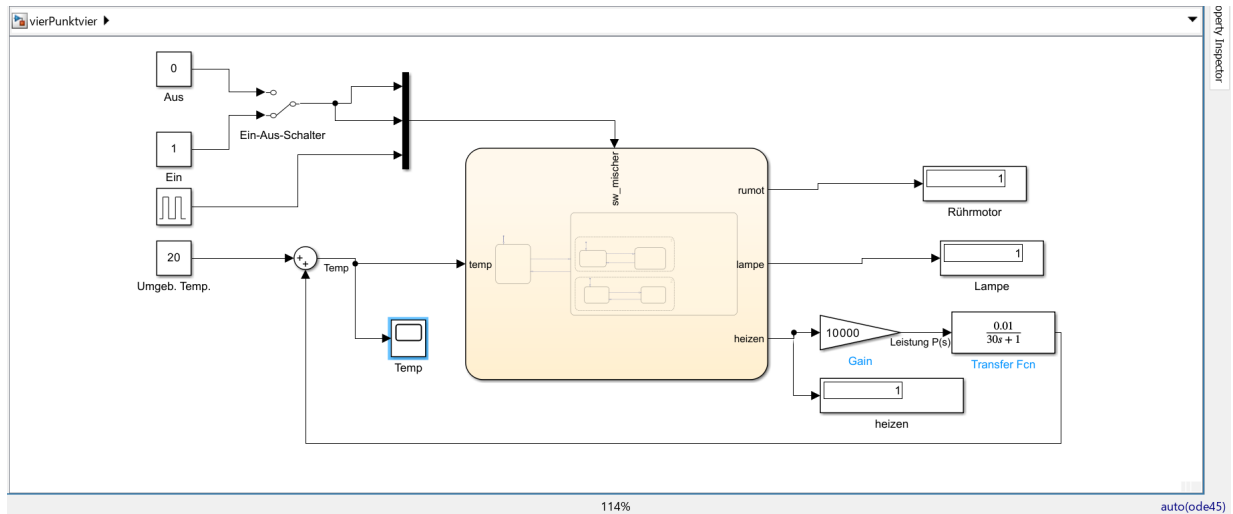 vierPunktvier
operty Inspector
0
Aus
Ein-Aus-Schalter
1
Ein
sw_mischer
rumot
1
Rührmotor
20
Umgeb. Temp.
+
+
Temp
temp
lampe
1
Lampe
Temp
heizen
10000
Gain
Leistung P(s)
0.01
30s + 1
Transfer Fcn
1
heizen
114%
auto(ode45)